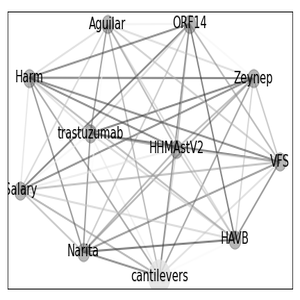 Aguilar
ORF14
Harm
Zeynep
trastuzumab
HHMAstV2
VFS
Salary
HAVB
Narita
cantilevers